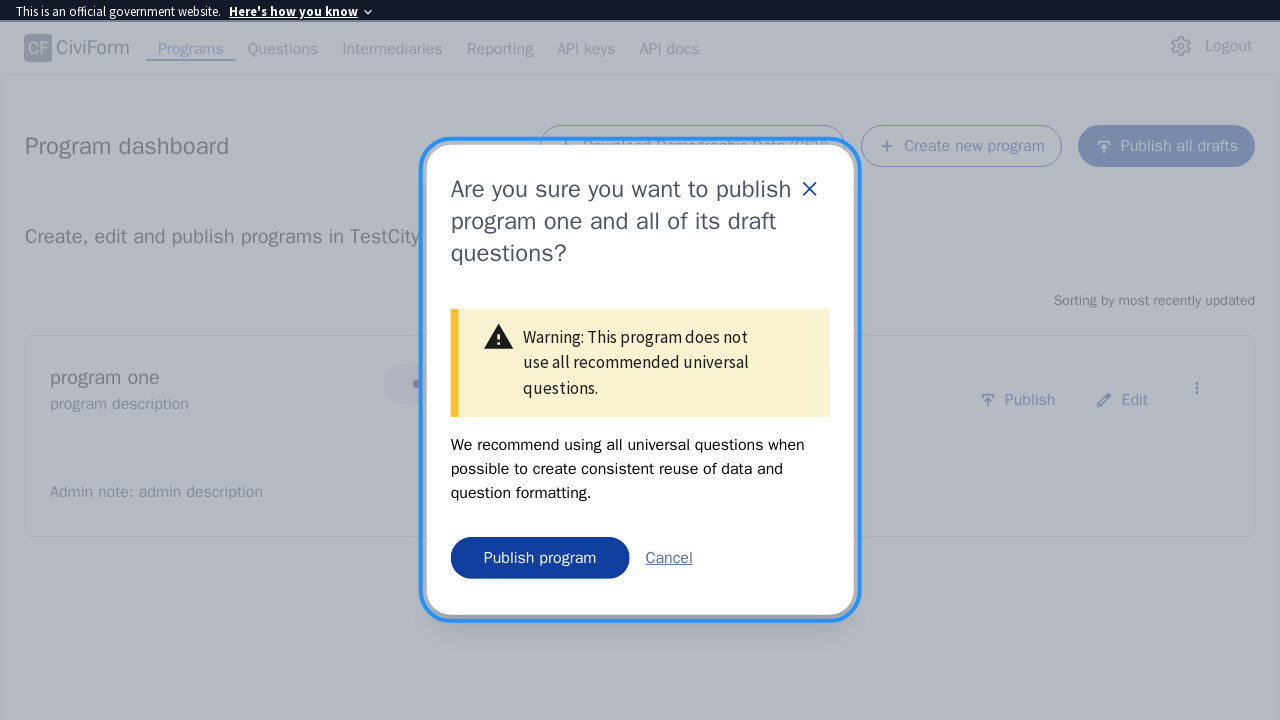 This is an official government website. Here's how you know
CF CiviForm Programs Questions Intermediaries Reporting API keys API docs Logout
Program dashboard
Download Demographic Data (CSV) Create new program Publish all drafts
Create, edit and publish programs in TestCity
Sorting by most recently updated
program one
program description
Publish Edit
Admin note: admin description
Are you sure you want to publish
program one and all of its draft
questions?
Warning: This program does not
use all recommended universal
questions.
We recommend using all universal questions when
possible to create consistent reuse of data and
question formatting.
Publish program Cancel